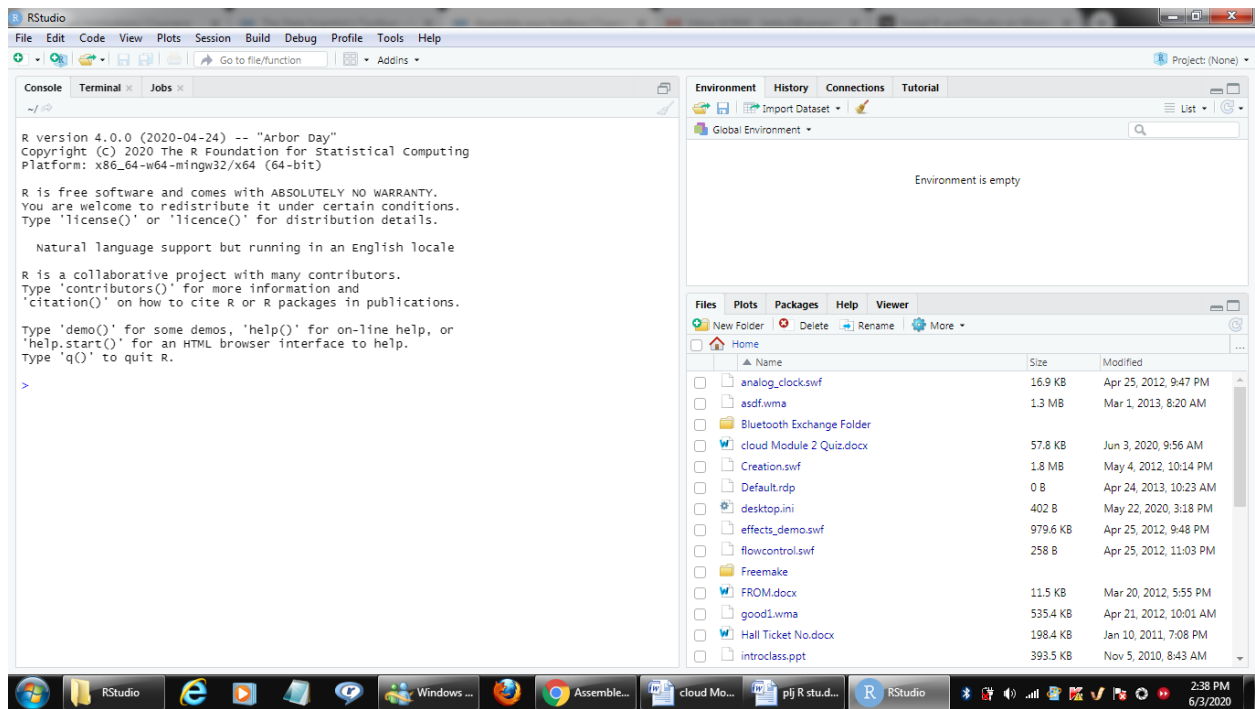 RStudio
File Edit Code View Plots Session Build Debug Profile Tools Help
Go to file/function Addins Project: (None)
Console Terminal Jobs
~/
R version 4.0.0 (2020-04-24) -- "Arbor Day"
Copyright (C) 2020 The R Foundation for Statistical Computing
Platform: x86_64-w64-mingw32/x64 (64-bit)
R is free software and comes with ABSOLUTELY NO WARRANTY.
You are welcome to redistribute it under certain conditions.
Type 'license()' or 'licence()' for distribution details.
Natural language support but running in an English locale
R is a collaborative project with many contributors.
Type 'contributors()' for more information and
'citation()' on how to cite R or R packages in publications.
Type 'demo()' for some demos, 'help()' for on-line help, or
'help.start()' for an HTML browser interface to help.
Type 'q()' to quit R.
>
Environment History Connections Tutorial
Import Dataset List
Global Environment
Environment is empty
Files Plots Packages Help Viewer
New Folder Delete Rename More
Home ...
Name Size Modified
analog_clock.swf 16.9 KB Apr 25, 2012, 9:47 PM
asdf.wma 1.3 MB Mar 1, 2013, 8:20 AM
Bluetooth Exchange Folder
cloud Module 2 Quiz.docx 57.8 KB Jun 3, 2020, 9:56 AM
Creation.swf 1.8 MB May 4, 2012, 10:14 PM
Default.rdp 0 B Apr 24, 2013, 10:23 AM
desktop.ini 402 B May 22, 2020, 3:18 PM
effects_demo.swf 979.6 KB Apr 25, 2012, 9:48 PM
flowcontrol.swf 258 B Apr 25, 2012, 11:03 PM
Freemake
FROM.docx 11.5 KB Mar 20, 2012, 5:55 PM
good1.wma 535.4 KB Apr 21, 2012, 10:01 AM
Hall Ticket No.docx 198.4 KB Jan 10, 2011, 7:08 PM
introclass.ppt 393.5 KB Nov 5, 2010, 8:43 AM
RStudio Windows ... Assemble... cloud Mo... plj R stu.d... RStudio 2:38 PM
6/3/2020